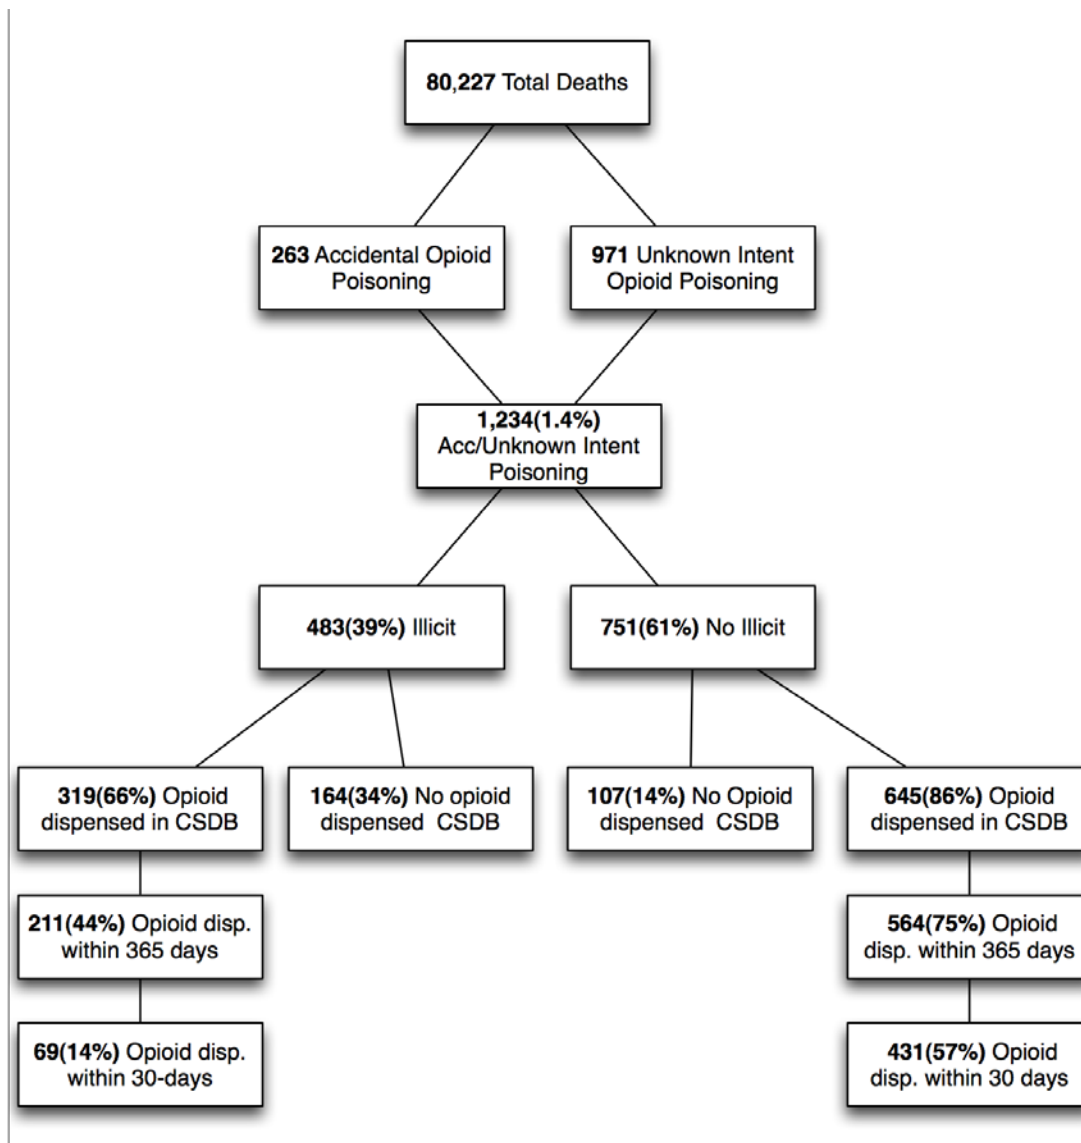 80,227 Total Deaths
263 Accidental Opioid
Poisoning
971 Unknown Intent
Opioid Poisoning
1,234(1.4%)
Acc/Unknown Intent
Poisoning
483(39%) Illicit
751(61%) No Illicit
319(66%) Opioid
dispensed in CSDB
164(34%) No opioid
dispensed CSDB
107(14%) No Opioid
dispensed CSDB
645(86%) Opioid
dispensed in CSDB
211(44%) Opioid disp.
within 365 days
564(75%) Opioid
disp. within 365 days
69(14%) Opioid disp.
within 30-days
431(57%) Opioid
disp. within 30 days